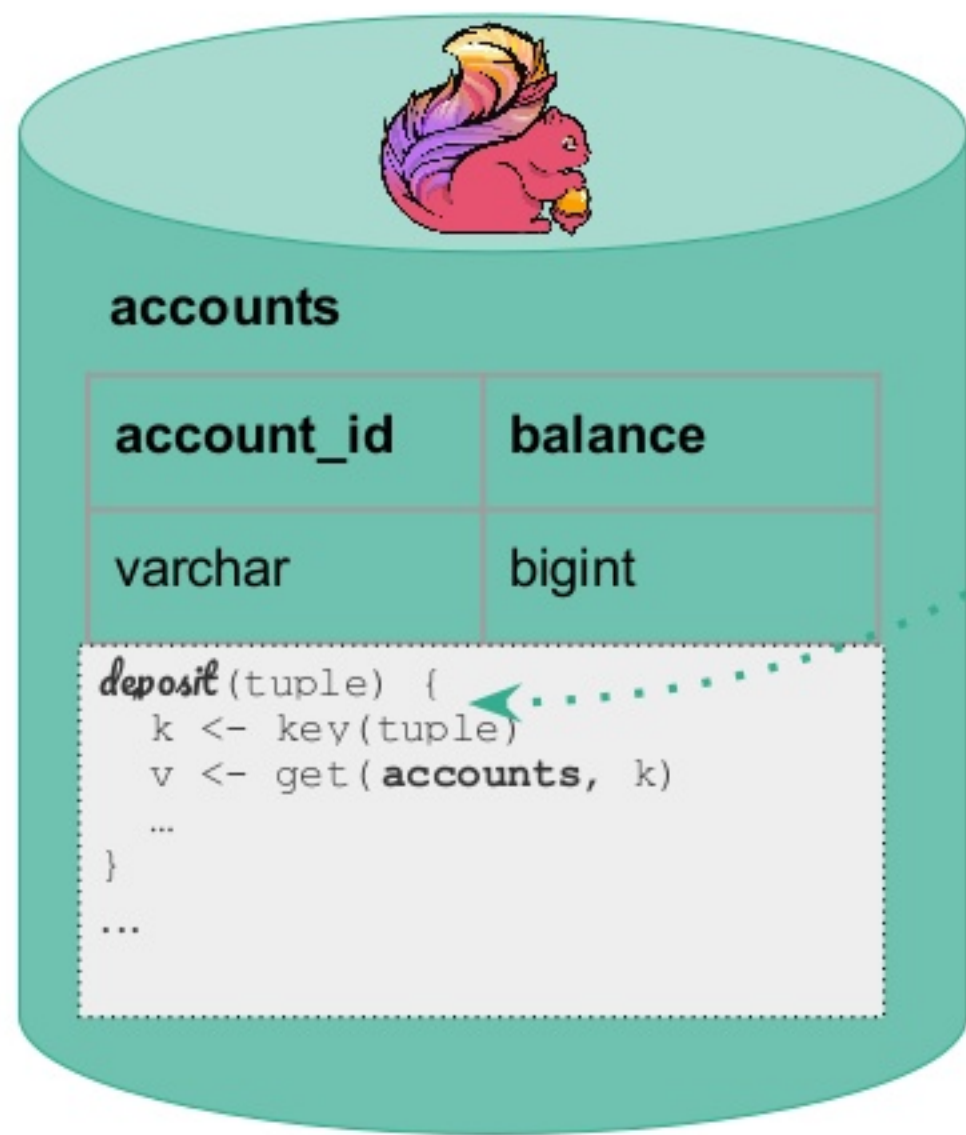 accounts
account_id balance
varchar bigint
deposit(tuple) {
k <- key(tuple)
v <- get(accounts, k)
…
}
...